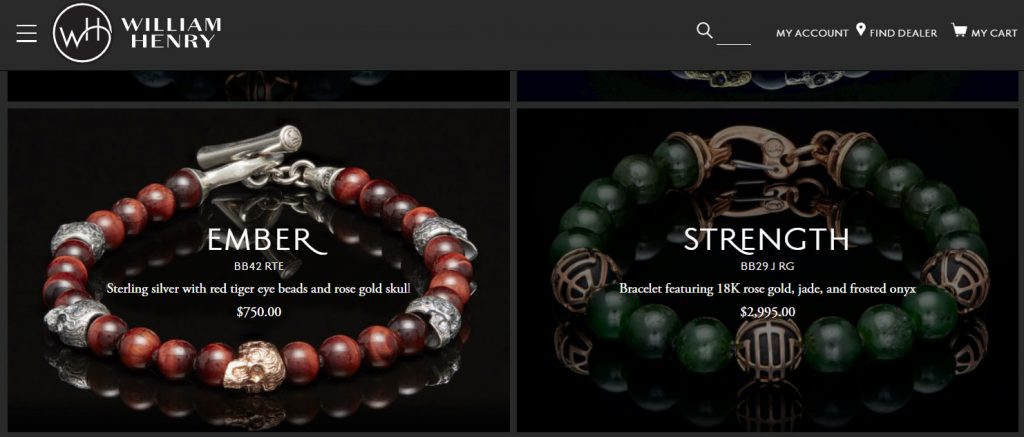 WH WILLIAM
HENRY
MY ACCOUNT FIND DEALER MY CART
EMBER
BB42 RTE
Sterling silver with red tiger eye beads and rose gold skull
$750.00
STRENGTH
BB29 J RG
Bracelet featuring 18K rose gold, jade, and frosted onyx
$2,995.00